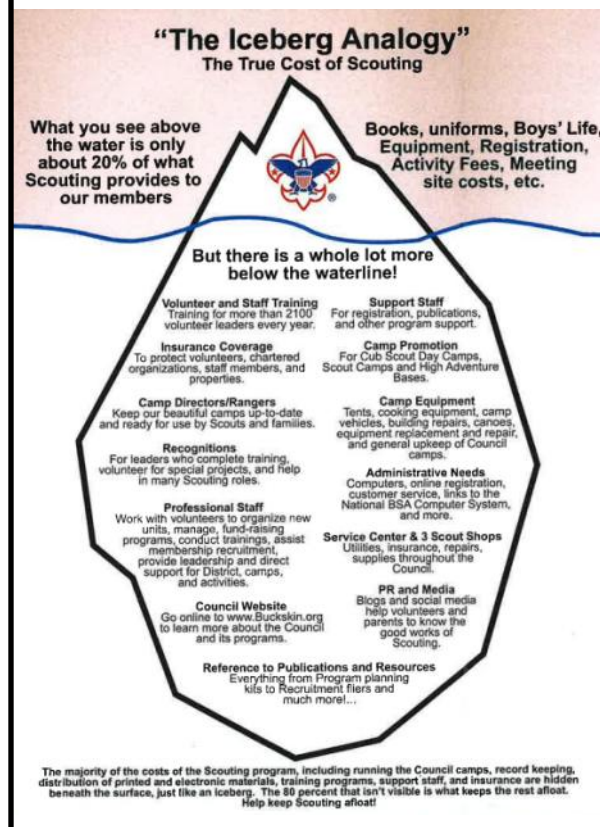 “The Iceberg Analogy”
The True Cost of Scouting
What you see above
the water is only
about 20% of what
Scouting provides to
our members
Books, uniforms, Boys' Life,
Equipment, Registration,
Activity Fees, Meeting
site costs, etc.
®
But there is a whole lot more
below the waterline!
Volunteer and Staff Training
Training for more than 2100
volunteer leaders every year.
Insurance Coverage
To protect volunteers, chartered
organizations, staff members, and
properties.
Camp Directors/Rangers
Keep our beautiful camps up-to-date
and ready for use by Scouts and families.
Recognitions
For leaders who complete training,
volunteer for special projects, and help
in many Scouting roles.
Professional Staff
Work with volunteers to organize new
units, manage, fund-raising
programs, conduct trainings, assist
membership recruitment,
provide leadership and direct
support for District, camps,
and activities.
Council Website
Go online to www.Buckskin.org
to learn more about the Council
and its programs.
Support Staff
For registration, publications,
and other program support.
Camp Promotion
For Cub Scout Day Camps,
Scout Camps and High Adventure
Bases.
Camp Equipment
Tents, cooking equipment, camp
vehicles, building repairs, canoes,
equipment replacement and repair,
and general upkeep of Council
camps.
Administrative Needs
Computers, online registration,
customer service, links to the
National BSA Computer System,
and more.
Service Center & 3 Scout Shops
Utilities, insurance, repairs,
supplies throughout the
Council.
PR and Media
Blogs and social media
help volunteers and
parents to know the
good works of
Scouting.
Reference to Publications and Resources
Everything from Program planning
kits to Recruitment fliers and
much more!...
The majority of the costs of the Scouting program, including running the Council camps, record keeping,
distribution of printed and electronic materials, training programs, support staff, and insurance are hidden
beneath the surface, just like an iceberg. The 80 percent that isn't visible is what keeps the rest afloat.
Help keep Scouting afloat!